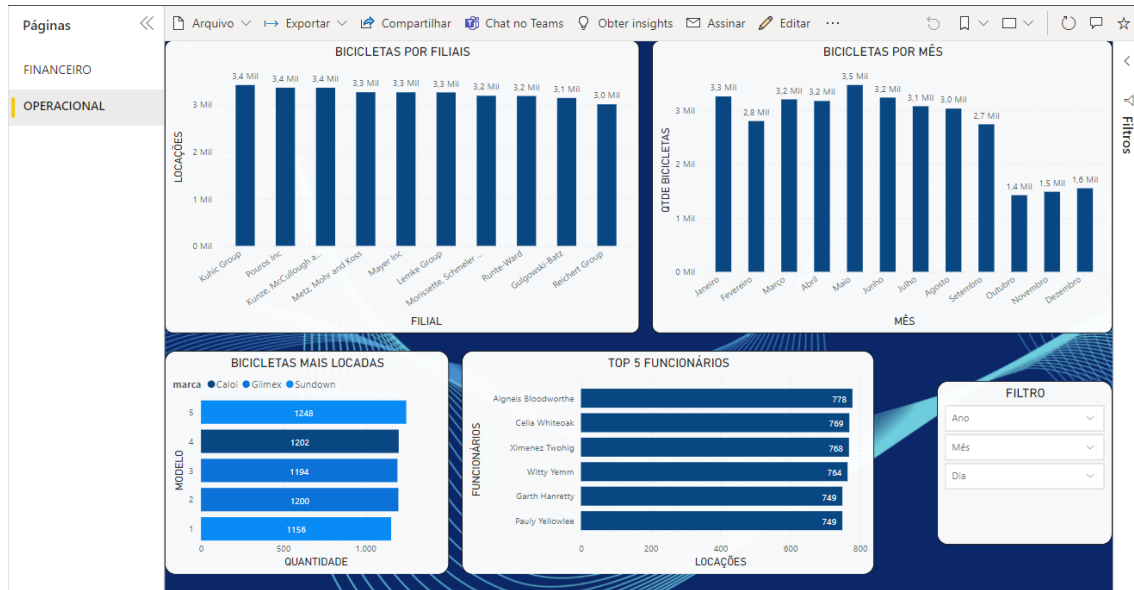 Páginas
FINANCEIRO
OPERACIONAL
Arquivo Exportar Compartilhar Chat no Teams Obter insights Assinar Editar ...
Filtros
BICICLETAS POR FILIAIS
LOCAÇÕES
3 Mil
2 Mil
1 Mil
0 Mil
3,4 Mil 3,4 Mil 3,4 Mil 3,3 Mil 3,3 Mil 3,3 Mil 3,2 Mil 3,2 Mil 3,1 Mil 3,0 Mil
Kuhic Group
Pouros Inc
Kunze, McCullough a...
Metz, Mohr and Koss
Mayer Inc
Lemke Group
Morissette, Schmeler ...
Runte-Ward
Gulgowski-Batz
Reichert Group
FILIAL
BICICLETAS POR MÊS
QTDE BICICLETAS
3 Mil
2 Mil
1 Mil
0 Mil
3,3 Mil 2,8 Mil 3,2 Mil 3,2 Mil 3,5 Mil 3,2 Mil 3,1 Mil 3,0 Mil 2,7 Mil 1,4 Mil 1,5 Mil 1,6 Mil
Janeiro
Fevereiro
Março
Abril
Maio
Junho
Julho
Agosto
Setembro
Outubro
Novembro
Dezembro
MÊS
BICICLETAS MAIS LOCADAS
marca Caloi Gilmex Sundown
MODELO
5 1248
4 1202
3 1194
2 1200
1 1156
0 500 1.000
QUANTIDADE
TOP 5 FUNCIONÁRIOS
FUNCIONÁRIOS
Aigneis Bloodworthe 778
Celia Whiteoak 769
Ximenez Twohig 768
Witty Yemm 764
Garth Hanretty 749
Pauly Yellowlee 749
0 200 400 600 800
LOCAÇÕES
FILTRO
Ano
Mês
Dia